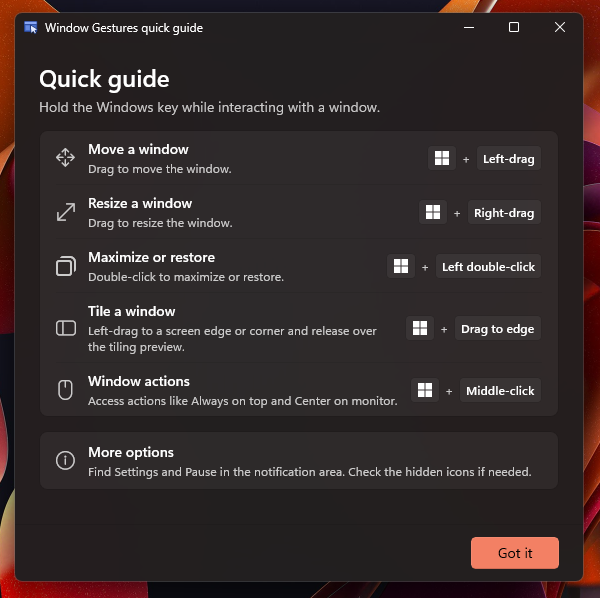 Window Gestures quick guide
Quick guide
Hold the Windows key while interacting with a window.
Move a window
Drag to move the window.
+ Left-drag
Resize a window
Drag to resize the window.
+ Right-drag
Maximize or restore
Double-click to maximize or restore.
+ Left double-click
Tile a window
Left-drag to a screen edge or corner and release over
the tiling preview.
+ Drag to edge
Window actions
Access actions like Always on top and Center on monitor.
+ Middle-click
More options
Find Settings and Pause in the notification area. Check the hidden icons if needed.
Got it